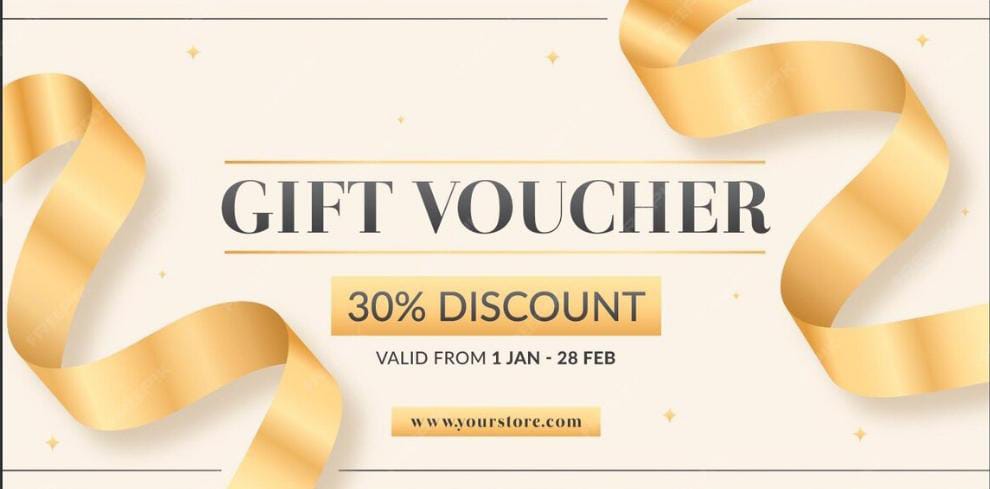 GIFT VOUCHER
30% DISCOUNT
VALID FROM 1 JAN - 28 FEB
www.yourstore.com